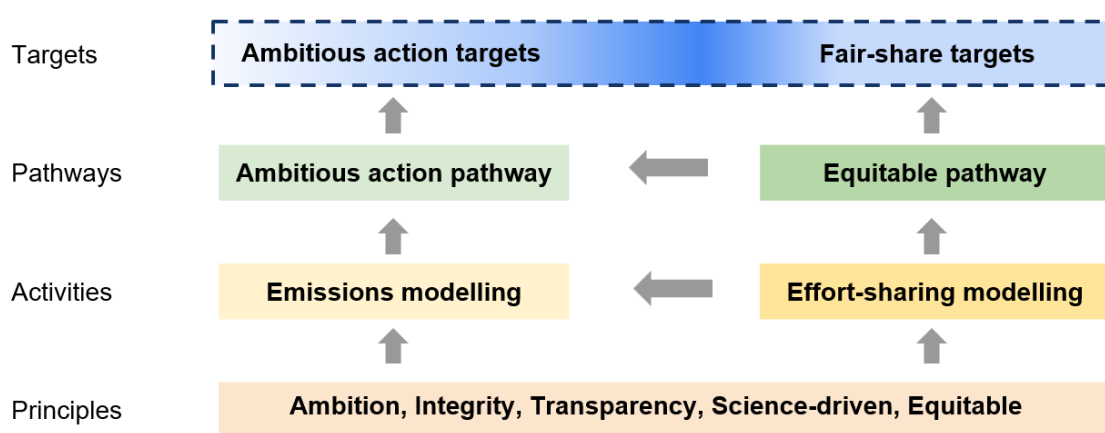 Targets
Ambitious action targets
Fair-share targets
Pathways
Ambitious action pathway
Equitable pathway
Activities
Emissions modelling
Effort-sharing modelling
Principles
Ambition, Integrity, Transparency, Science-driven, Equitable